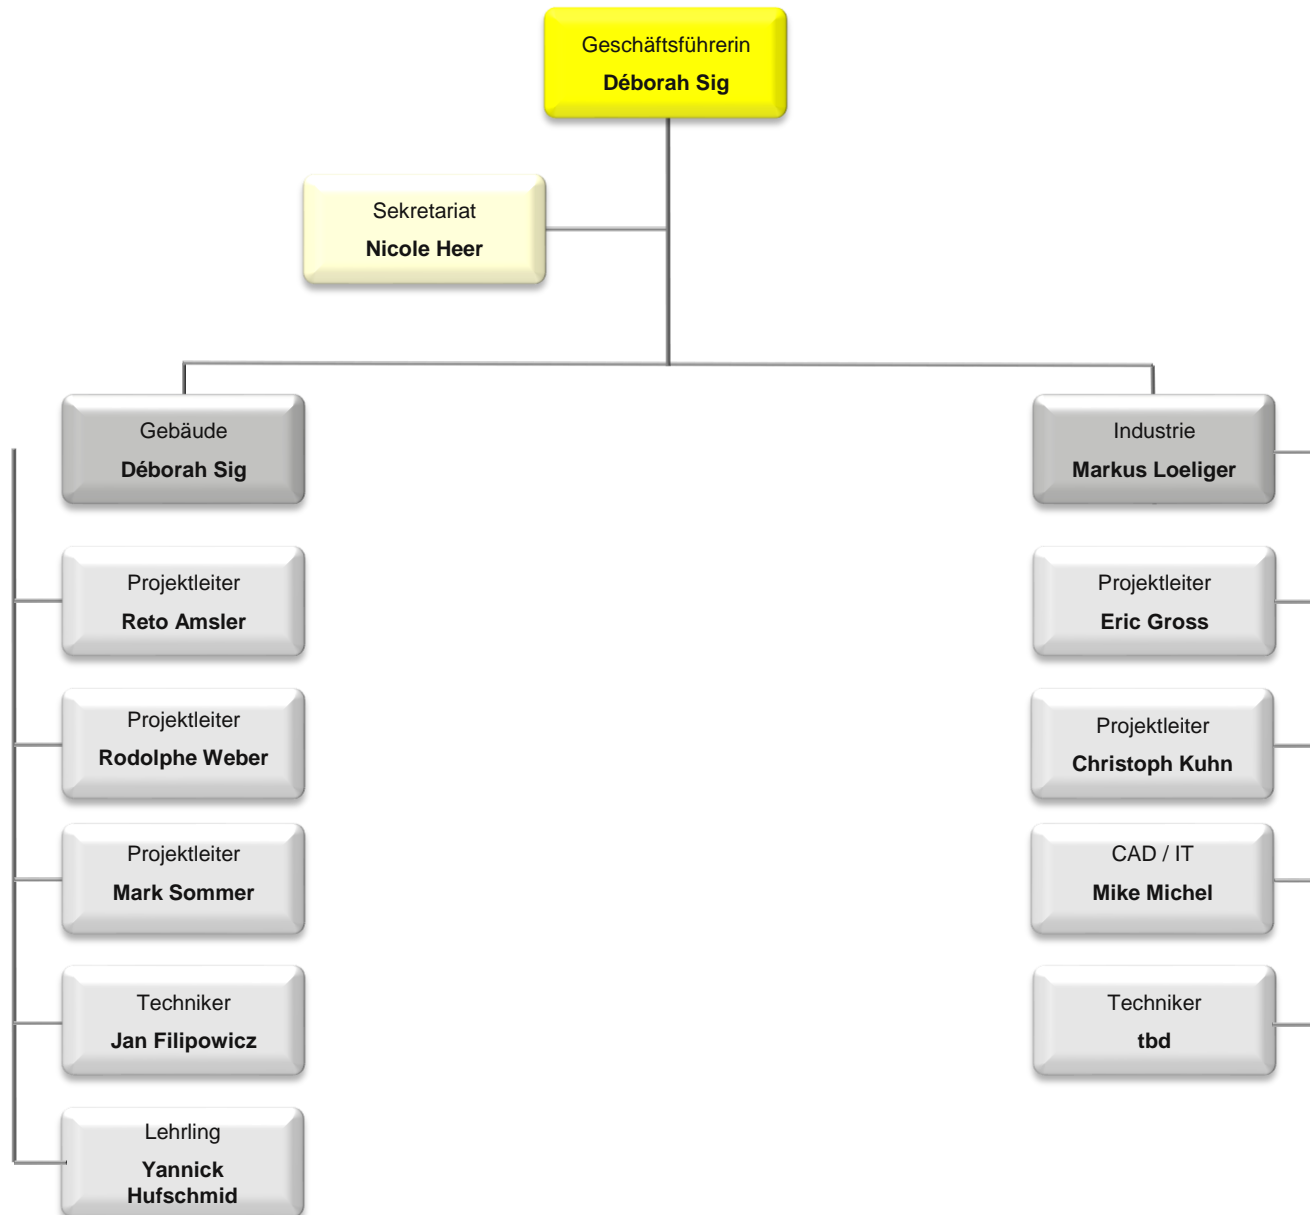 Geschäftsführerin
Déborah Sig
Sekretariat
Nicole Heer
Gebäude
Déborah Sig
Industrie
Markus Loeliger
Projektleiter
Reto Amsler
Projektleiter
Eric Gross
Projektleiter
Rodolphe Weber
Projektleiter
Christoph Kuhn
Projektleiter
Mark Sommer
CAD / IT
Mike Michel
Techniker
Jan Filipowicz
Techniker
tbd
Lehrling
Yannick
Hufschmid